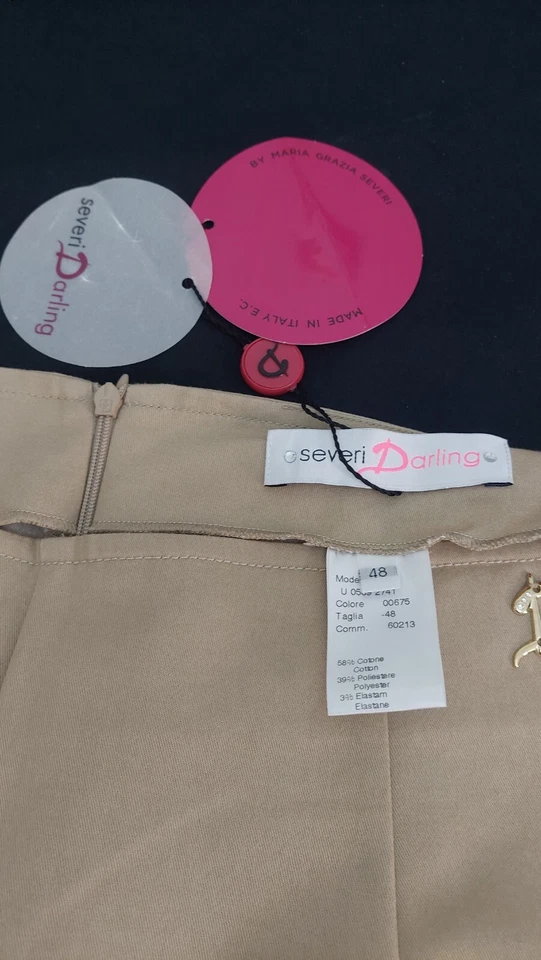 BY MARIA GRAZIA SEVERI
MADE IN ITALY E.C.
severi Darling
severi Darling
48
Colore 00675
Taglia -48
Comm. 60213
58% Cotone
Cotton
39% Poliestere
Polyester
3% Elastam
Elastane